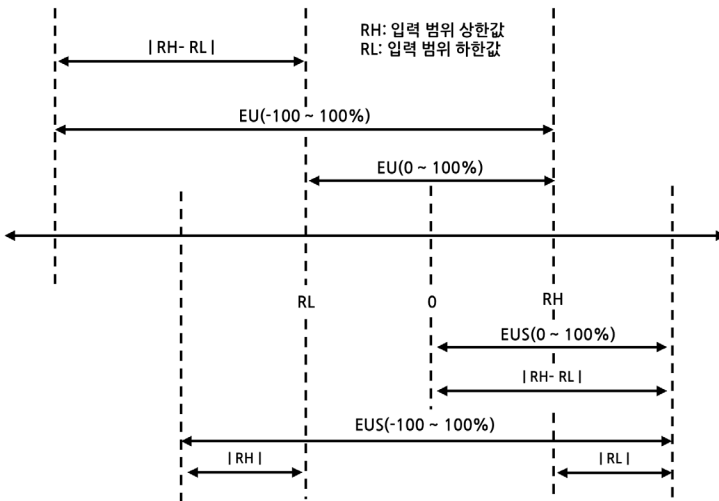 RH: 입력 범위 상한값
RL: 입력 범위 하한값
| RH- RL |
EU(-100 ~ 100%)
EU(0 ~ 100%)
RL
0
RH
EUS(0 ~ 100%)
| RH- RL |
EUS(-100 ~ 100%)
| RH |
| RL |